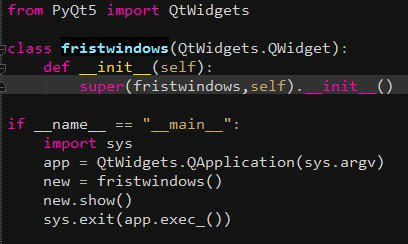 from PyQt5 import QtWidgets
class fristwindows(QtWidgets.QWidget):
def __init__(self):
super(fristwindows,self).__init__()
if __name__ == "__main__":
import sys
app = QtWidgets.QApplication(sys.argv)
new = fristwindows()
new.show()
sys.exit(app.exec_())